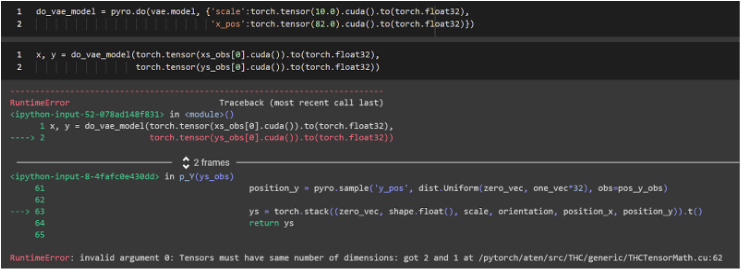 1 do_vae_model = pyro.do(vae.model, {'scale':torch.tensor(10.0).cuda().to(torch.float32),
2 'x_pos':torch.tensor(82.0).cuda().to(torch.float32)})
1 x, y = do_vae_model(torch.tensor(xs_obs[0].cuda()).to(torch.float32),
2 torch.tensor(ys_obs[0].cuda()).to(torch.float32))
---------------------------------------------------------------------------
RuntimeError Traceback (most recent call last)
<ipython-input-52-078ad148f831> in <module>()
1 x, y = do_vae_model(torch.tensor(xs_obs[0].cuda()).to(torch.float32),
----> 2 torch.tensor(ys_obs[0].cuda()).to(torch.float32))
2 frames
<ipython-input-8-4fafc0e430dd> in p_Y(ys_obs)
61 position_y = pyro.sample('y_pos', dist.Uniform(zero_vec, one_vec*32), obs=pos_y_obs)
62
---> 63 ys = torch.stack((zero_vec, shape.float(), scale, orientation, position_x, position_y)).t()
64 return ys
65
RuntimeError: invalid argument 0: Tensors must have same number of dimensions: got 2 and 1 at /pytorch/aten/src/THC/generic/THCTensorMath.cu:62